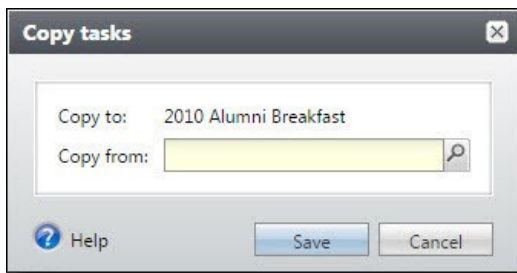 Copy tasks
Copy to: 2010 Alumni Breakfast
Copy from:
Help Save Cancel